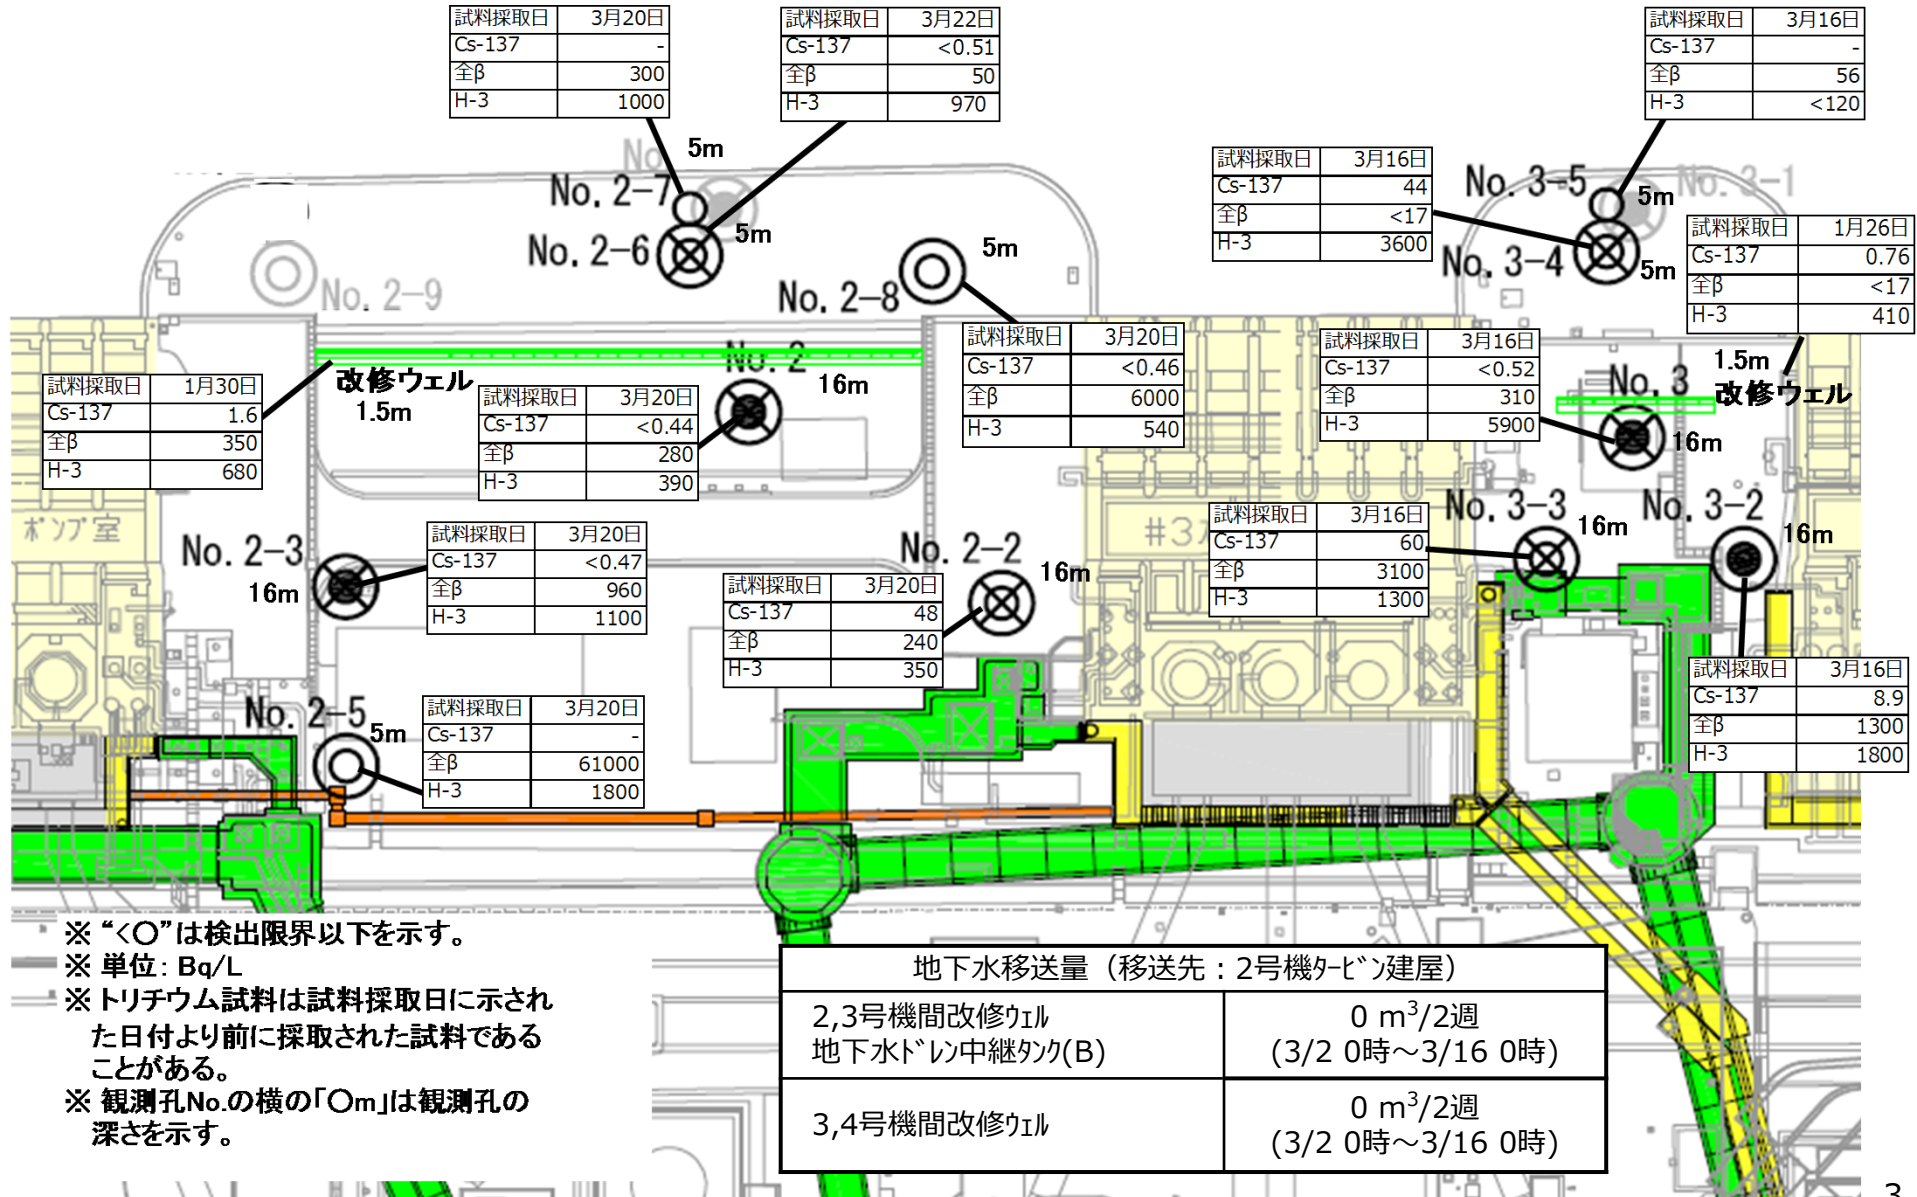 試料採取日 3月20日
Cs-137 -
全β 300
H-3 1000
試料採取日 3月22日
Cs-137 <0.51
全β 50
H-3 970
試料採取日 3月16日
Cs-137 -
全β 56
H-3 <120
No
5m
No. 2-7
5m
No. 2-6
5m
No. 2-8
No. 2-9
試料採取日 3月16日
Cs-137 44
全β <17
H-3 3600
No. 3-5
5m
No. 3-1
No. 3-4
5m
試料採取日 1月26日
Cs-137 0.76
全β <17
H-3 410
1.5m
改修ウェル
試料採取日 1月30日
Cs-137 1.6
全β 350
H-3 680
改修ウェル
1.5m
試料採取日 3月20日
Cs-137 <0.44
全β 280
H-3 390
No. 2
16m
試料採取日 3月20日
Cs-137 <0.46
全β 6000
H-3 540
試料採取日 3月16日
Cs-137 <0.52
全β 310
H-3 5900
No. 3
16m
ポンプ室
No. 2-3
16m
試料採取日 3月20日
Cs-137 <0.47
全β 960
H-3 1100
試料採取日 3月20日
Cs-137 48
全β 240
H-3 350
No. 2-2
16m
#3
試料採取日 3月16日
Cs-137 60
全β 3100
H-3 1300
No. 3-3
16m
No. 3-2
16m
試料採取日 3月16日
Cs-137 8.9
全β 1300
H-3 1800
No. 2-5
5m
試料採取日 3月20日
Cs-137 -
全β 61000
H-3 1800
※ “<〇”は検出限界以下を示す。
※ 単位: Bq/L
※ トリチウム試料は試料採取日に示され
た日付より前に採取された試料である
ことがある。
※ 観測孔No.の横の「〇m」は観測孔の
深さを示す。
地下水移送量（移送先：2号機ﾀｰﾋﾞﾝ建屋）
2,3号機間改修ｳｪﾙ
地下水ﾄﾞﾚﾝ中継ﾀﾝｸ(B)
0 m³/2週
(3/2 0時～3/16 0時)
3,4号機間改修ｳｪﾙ
0 m³/2週
(3/2 0時～3/16 0時)
3